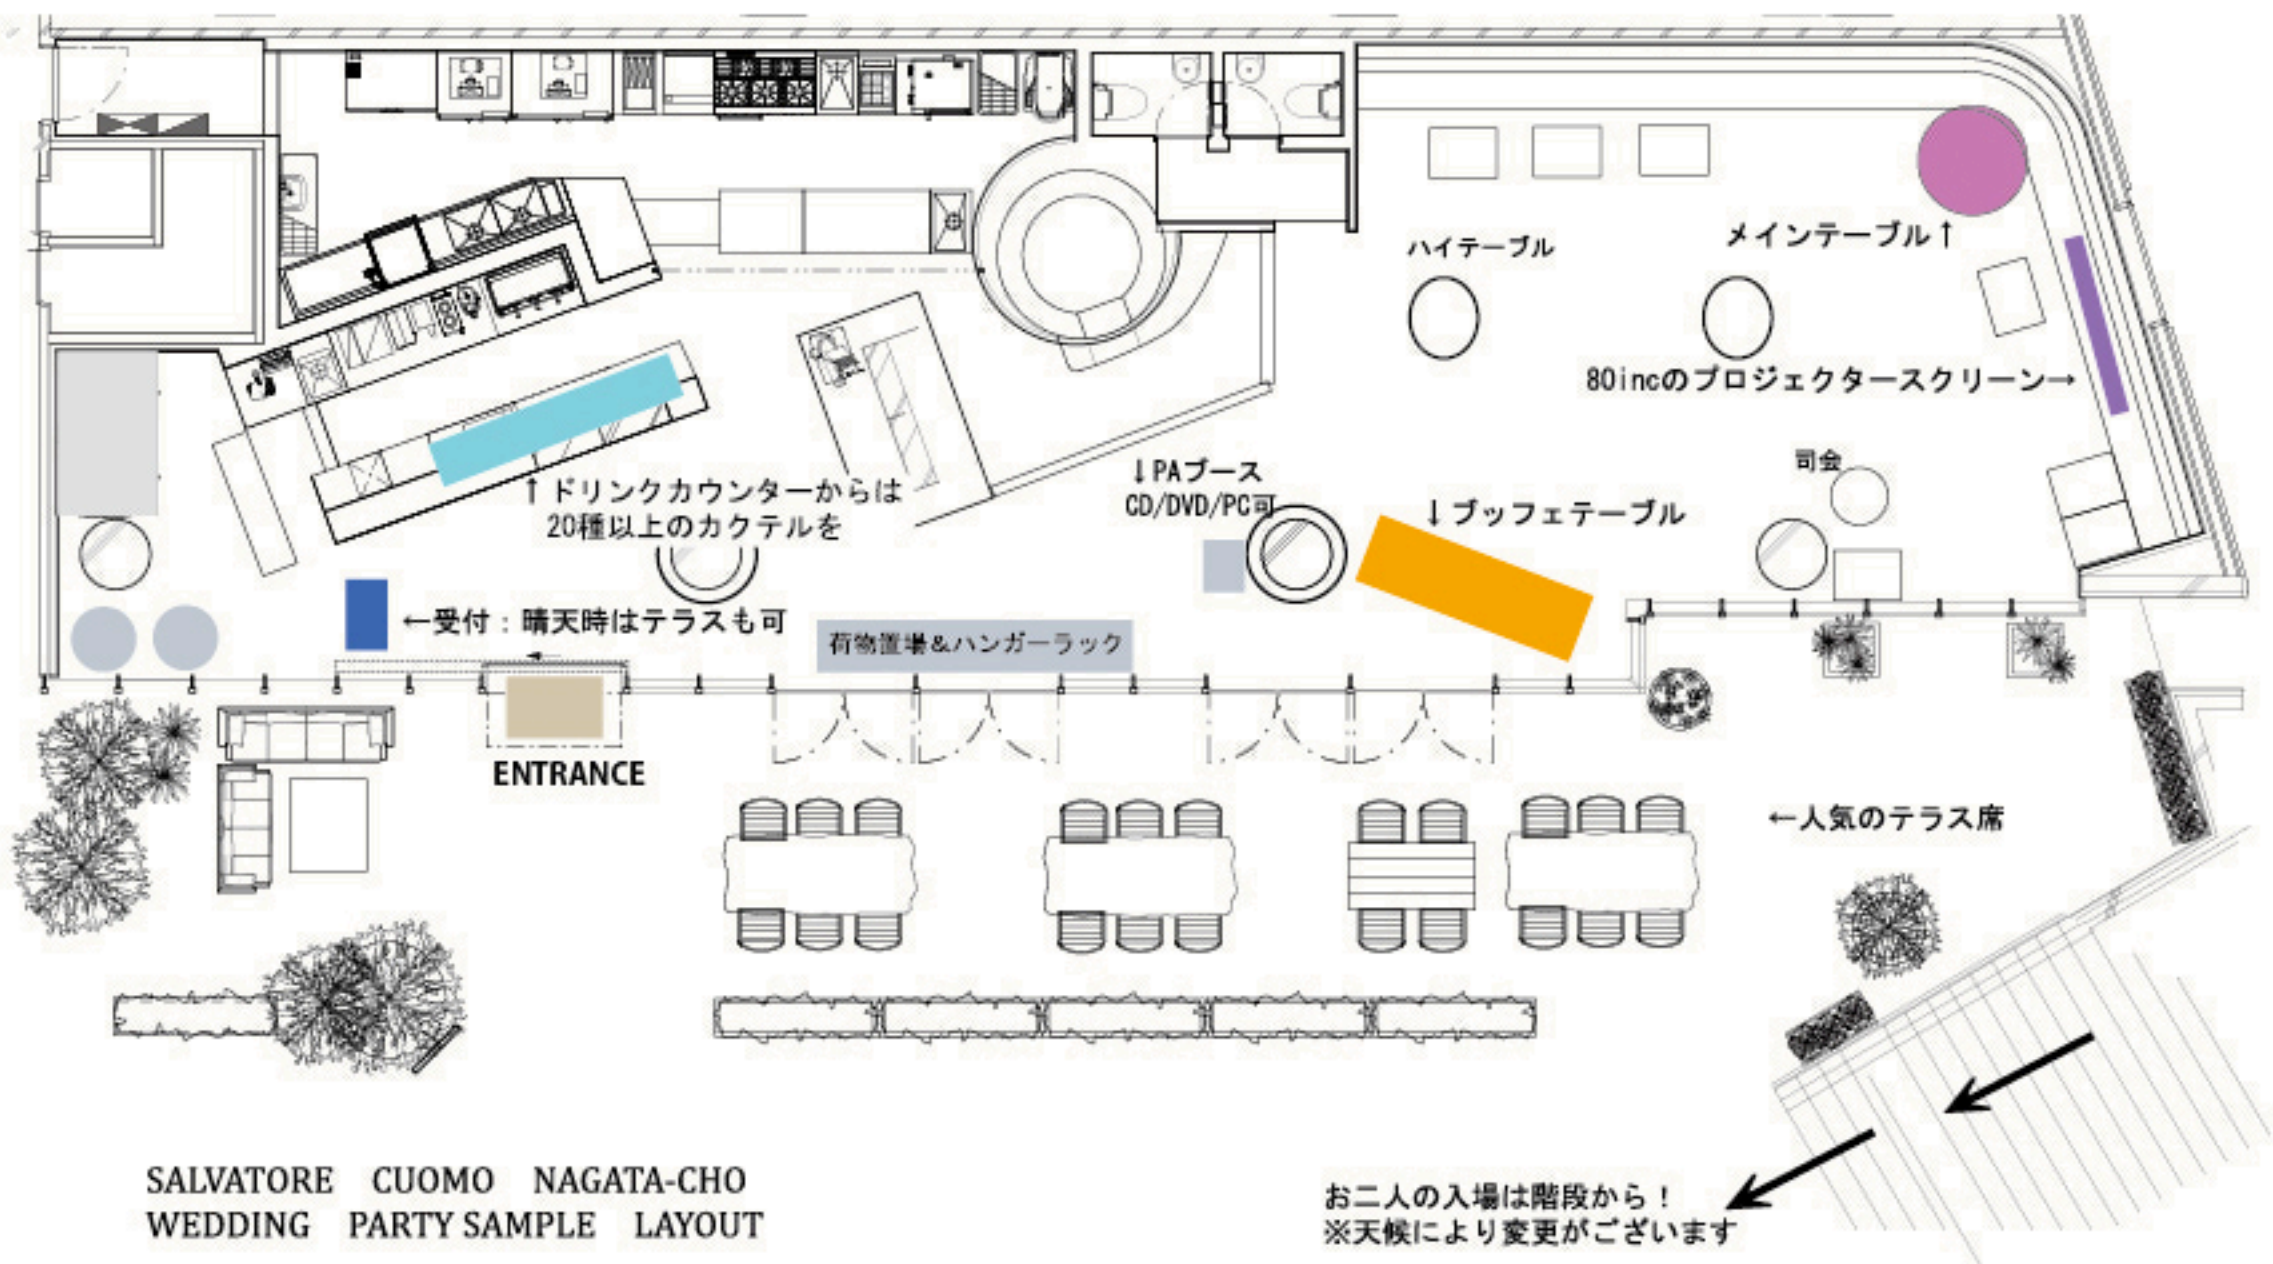 メインテーブル↑
ハイテーブル
80incのプロジェクタースクリーン→
司会
↓PAブース
CD/DVD/PC可
↓ブッフェテーブル
↑ドリンクカウンターからは
20種以上のカクテルを
←受付：晴天時はテラスも可
荷物置場&ハンガーラック
ENTRANCE
←人気のテラス席
SALVATORE CUOMO NAGATA-CHO
WEDDING PARTY SAMPLE LAYOUT
お二人の入場は階段から！
※天候により変更がございます